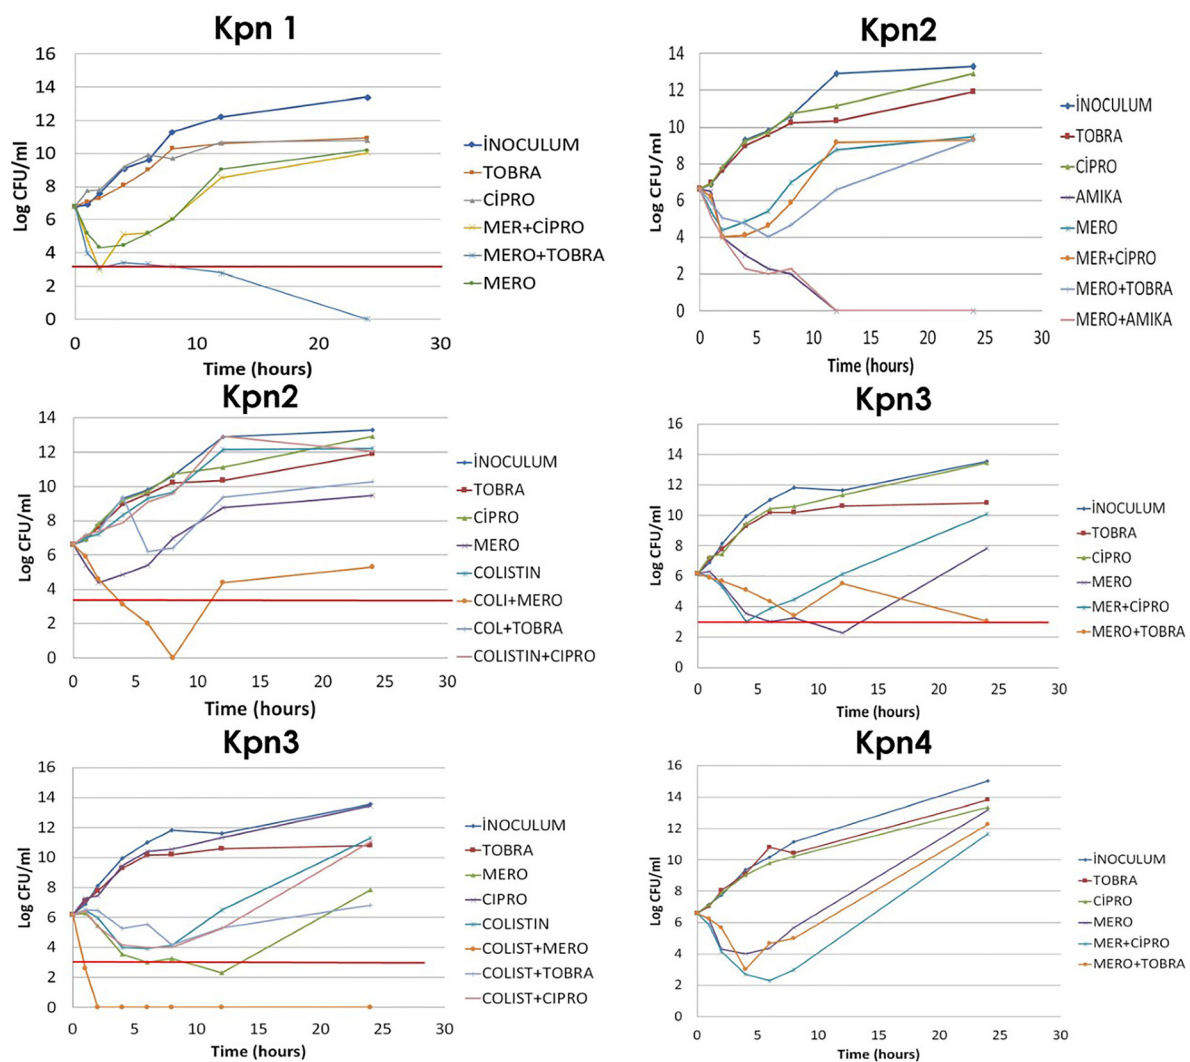 Kpn 1
16
14
12
10
8
6
4
2
0
Log CFU/ml
0 5 10 15 20 25 30
Time (hours)
İNOCULUM
TOBRA
CİPRO
MER+CİPRO
MERO+TOBRA
MERO
Kpn2
14
12
10
8
6
4
2
0
Log CFU/ml
0 5 10 15 20 25 30
Time (hours)
İNOCULUM
TOBRA
CİPRO
AMIKA
MERO
MER+CİPRO
MERO+TOBRA
MERO+AMIKA
Kpn2
14
12
10
8
6
4
2
0
Log CFU/ml
0 5 10 15 20 25 30
Time (hours)
İNOCULUM
TOBRA
CİPRO
MERO
COLISTIN
COLI+MERO
COL+TOBRA
COLISTIN+CIPRO
Kpn3
16
14
12
10
8
6
4
2
0
Log CFU/ml
0 5 10 15 20 25 30
Time (hours)
İNOCULUM
TOBRA
CİPRO
MERO
MER+CİPRO
MERO+TOBRA
Kpn3
16
14
12
10
8
6
4
2
0
Log CFU/ml
0 5 10 15 20 25 30
Time (hours)
İNOCULUM
TOBRA
MERO
CIPRO
COLISTIN
COLIST+MERO
COLIST+TOBRA
COLIST+CIPRO
Kpn4
16
14
12
10
8
6
4
2
0
Log CFU/ml
0 5 10 15 20 25 30
Time (hours)
İNOCULUM
TOBRA
CİPRO
MERO
MER+CİPRO
MERO+TOBRA